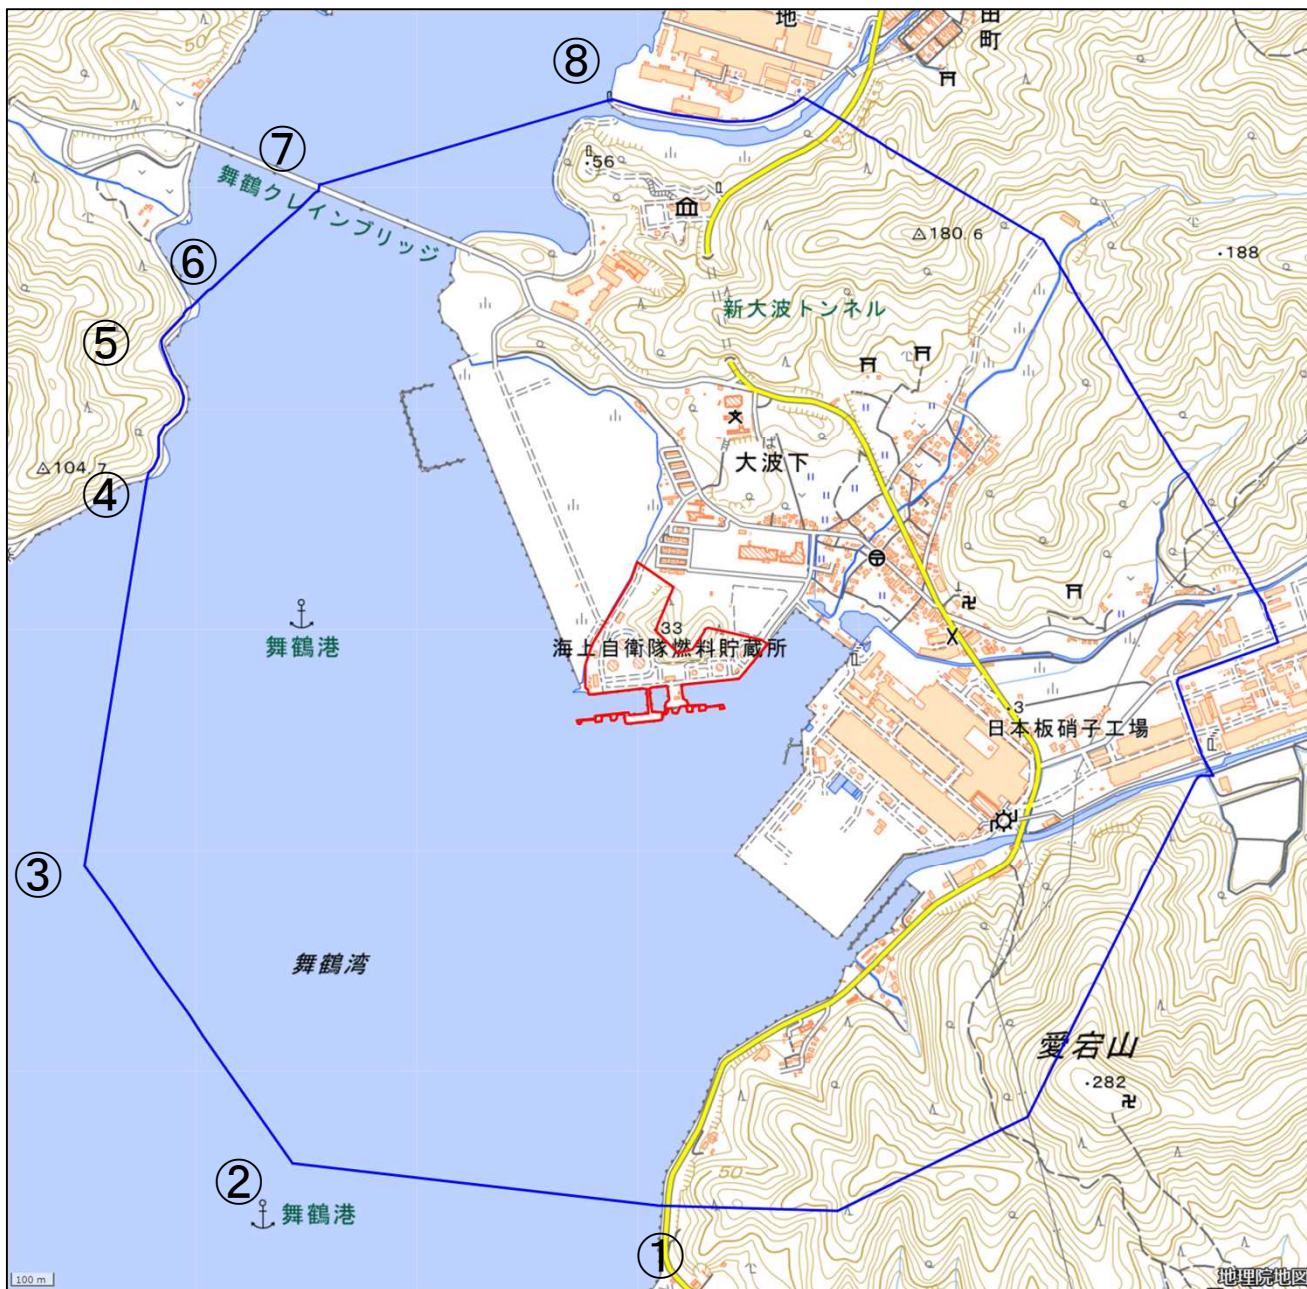 地
田
町
50
⑧
⑦
・56
舞鶴クレインブリッジ
180.6
・188
⑥
新大波トンネル
⑤
大波下
104.7
④
33
海上自衛隊燃料貯蔵所
舞鶴港
・3
日本板硝子工場
③
舞鶴湾
愛宕山
・282
50
②
舞鶴港
①
100 m
地理院地図